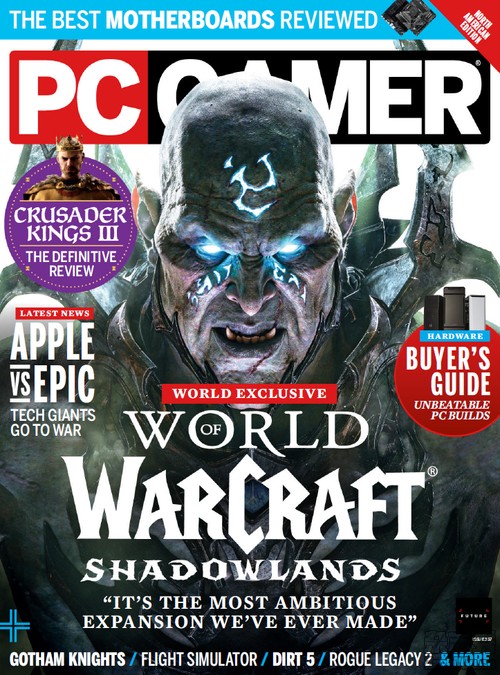 THE BEST MOTHERBOARDS REVIEWED
NORTH
AMERICAN
EDITION
PC GAMER®
CRUSADER
KINGS III
THE DEFINITIVE
REVIEW
LATEST NEWS
APPLE
VS EPIC
TECH GIANTS
GO TO WAR
HARDWARE
BUYER'S
GUIDE
UNBEATABLE
PC BUILDS
WORLD EXCLUSIVE
WORLD
OF
WARCRAFT®
SHADOWLANDS
“IT'S THE MOST AMBITIOUS
EXPANSION WE'VE EVER MADE”
FUTURE
GOTHAM KNIGHTS / FLIGHT SIMULATOR / DIRT 5 / ROGUE LEGACY 2 & MORE